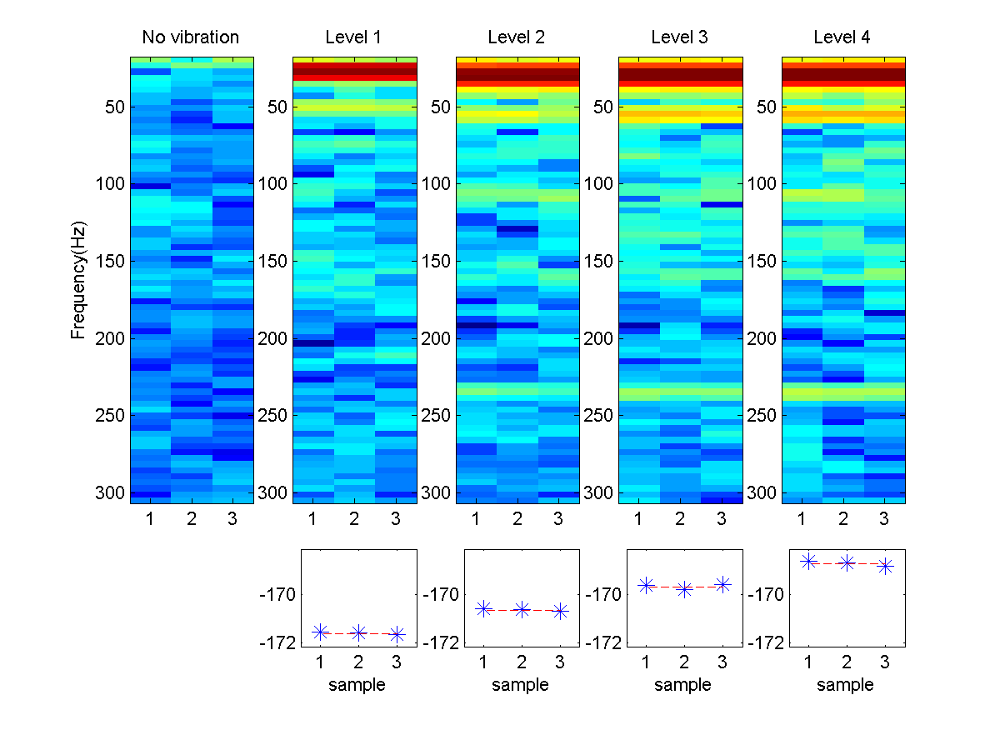 No vibration Level 1 Level 2 Level 3 Level 4
50 50 50 50 50
100 100 100 100 100
150 150 150 150 150
Frequency(Hz)
200 200 200 200 200
250 250 250 250 250
300 300 300 300 300
1 2 3 1 2 3 1 2 3 1 2 3 1 2 3
-170 -170 -170 -170
-172 -172 -172 -172
1 2 3 1 2 3 1 2 3 1 2 3
sample sample sample sample